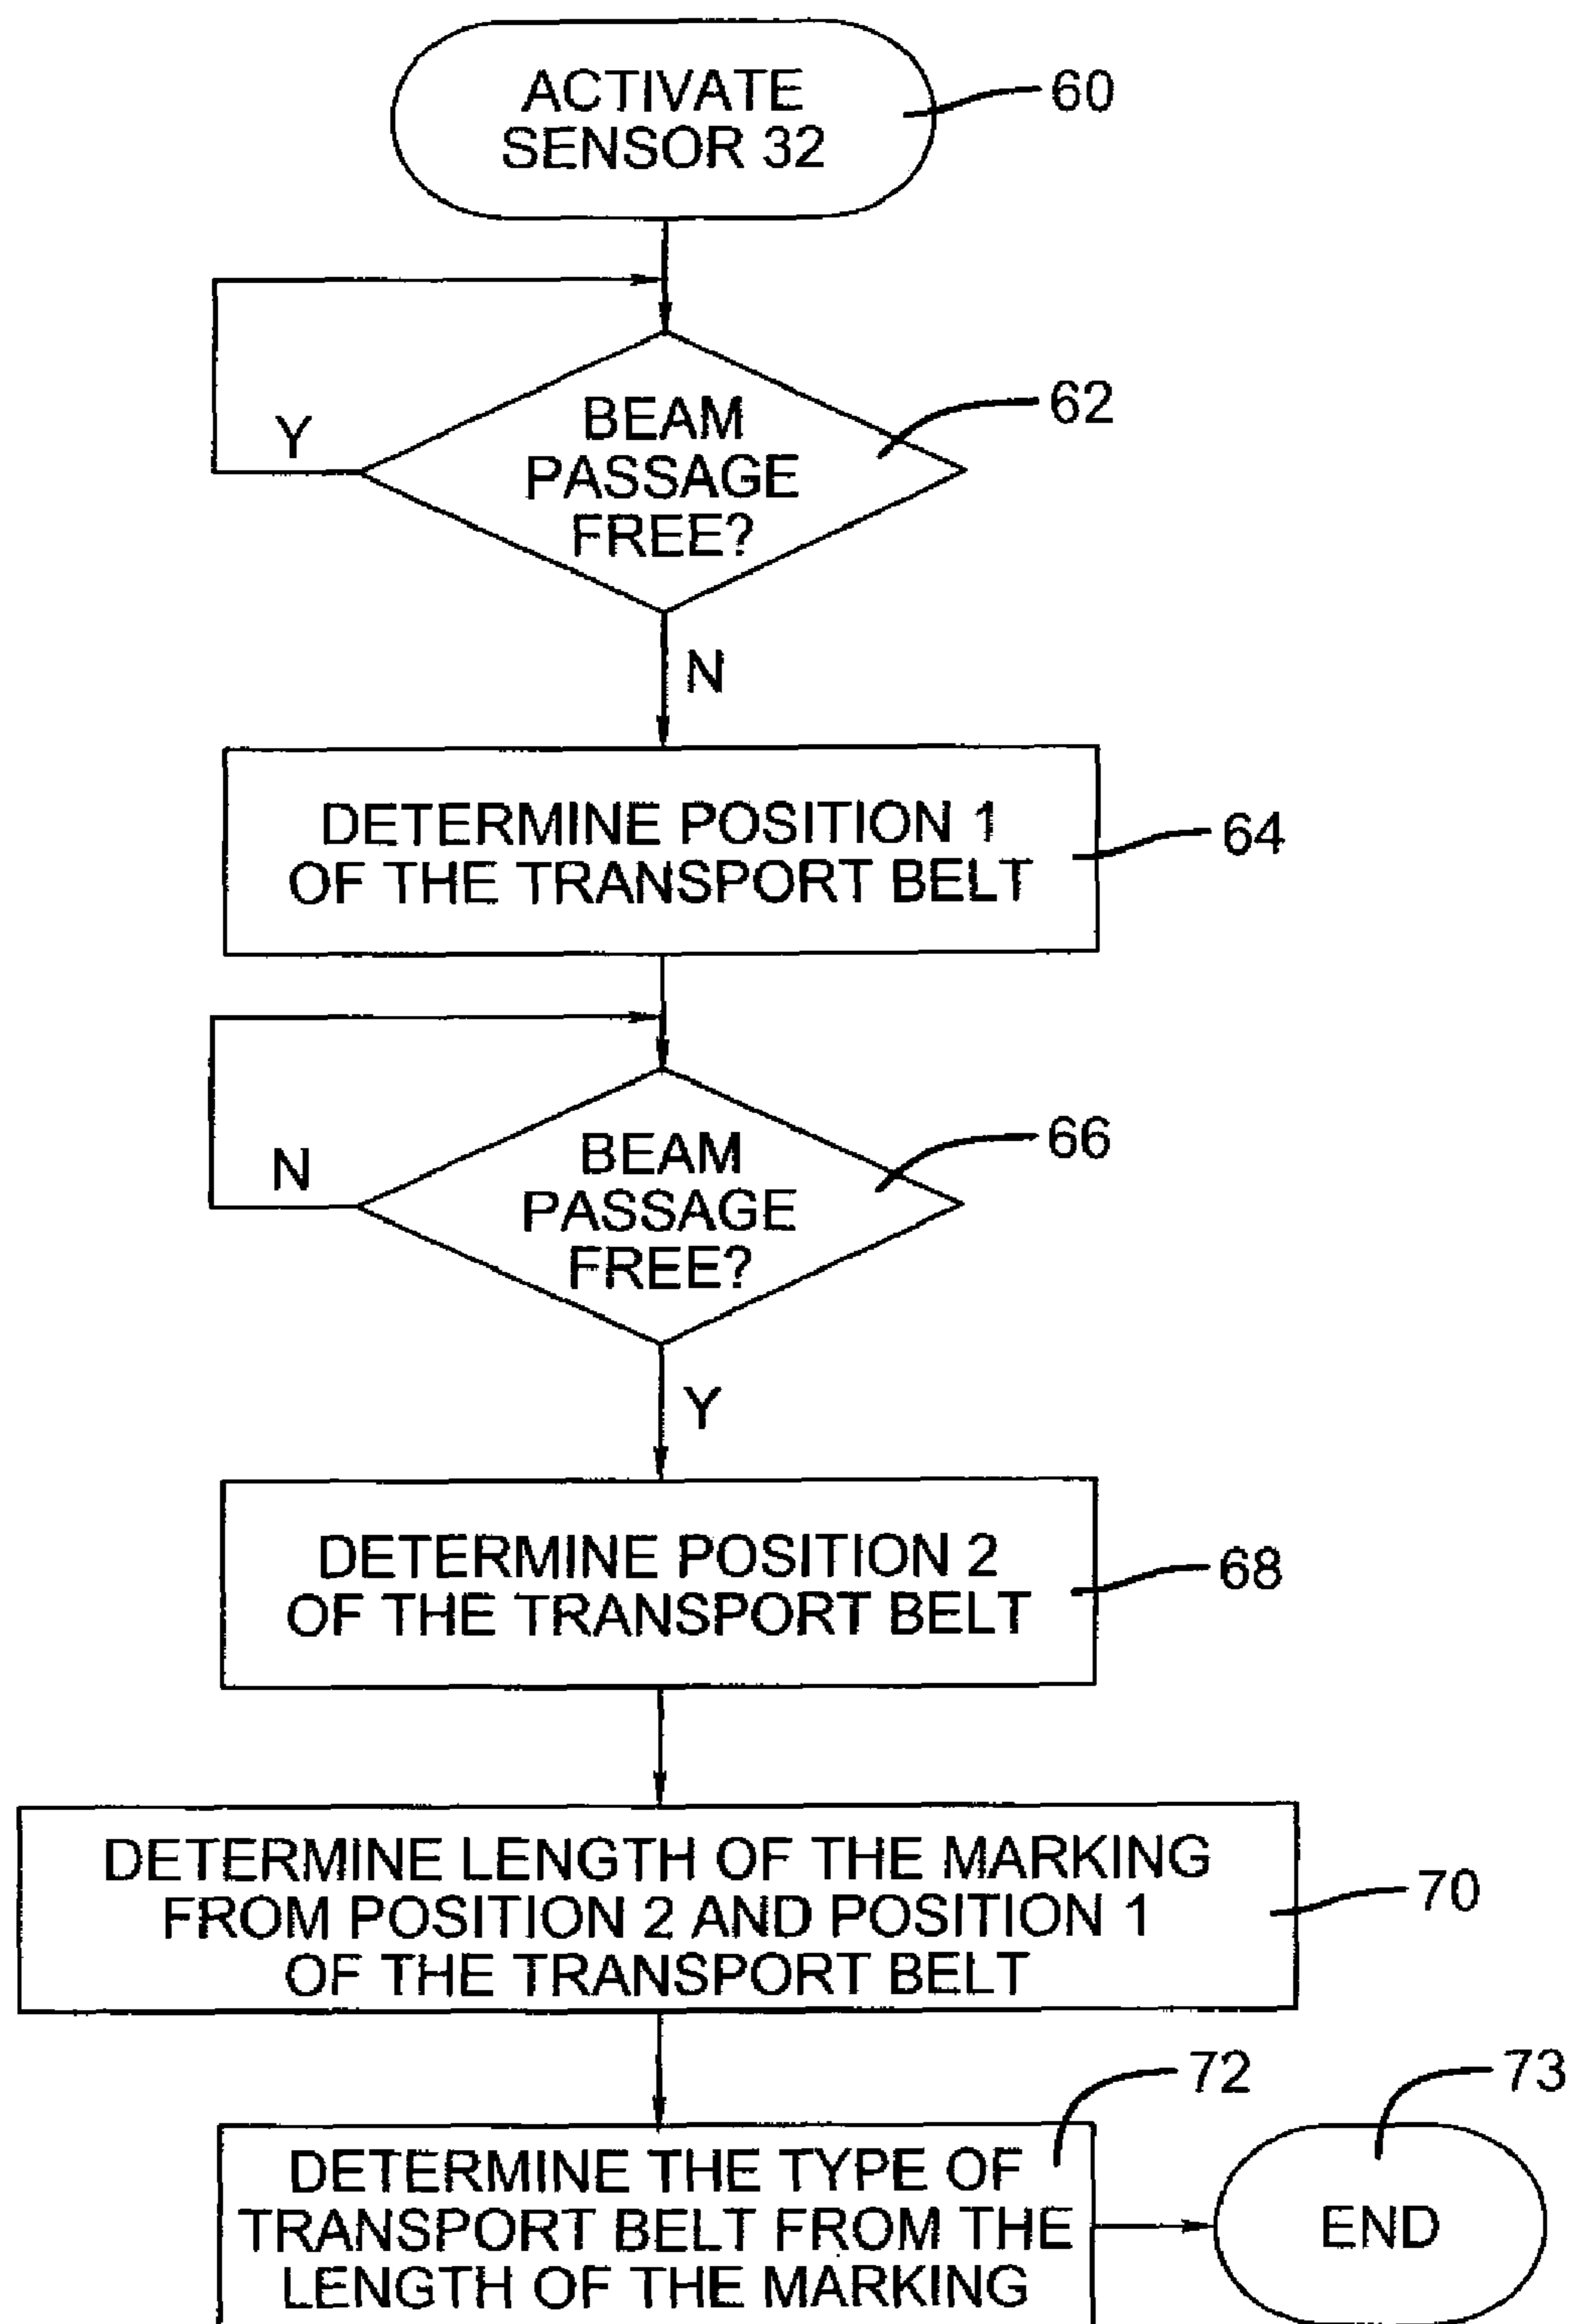 ACTIVATE
SENSOR 32
60
BEAM
PASSAGE
FREE?
62
Y
N
DETERMINE POSITION 1
OF THE TRANSPORT BELT
64
BEAM
PASSAGE
FREE?
66
N
Y
DETERMINE POSITION 2
OF THE TRANSPORT BELT
68
DETERMINE LENGTH OF THE MARKING
FROM POSITION 2 AND POSITION 1
OF THE TRANSPORT BELT
70
DETERMINE THE TYPE OF
TRANSPORT BELT FROM THE
LENGTH OF THE MARKING
72
END
73